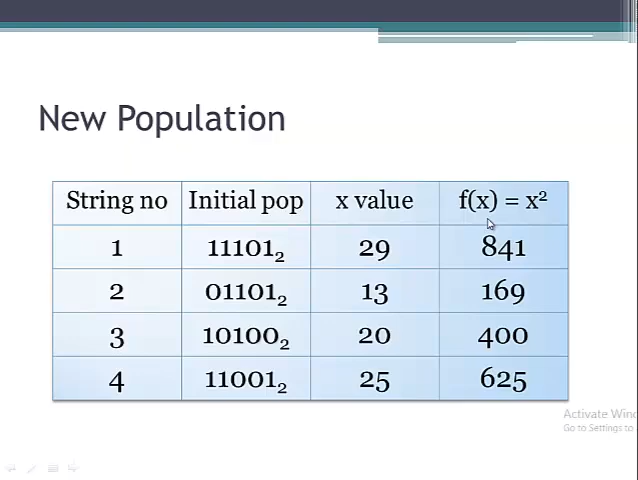 New Population
String no Initial pop x value f(x) = x²
1 11101₂ 29 841
2 01101₂ 13 169
3 10100₂ 20 400
4 11001₂ 25 625
Activate Win
Go to Settings to